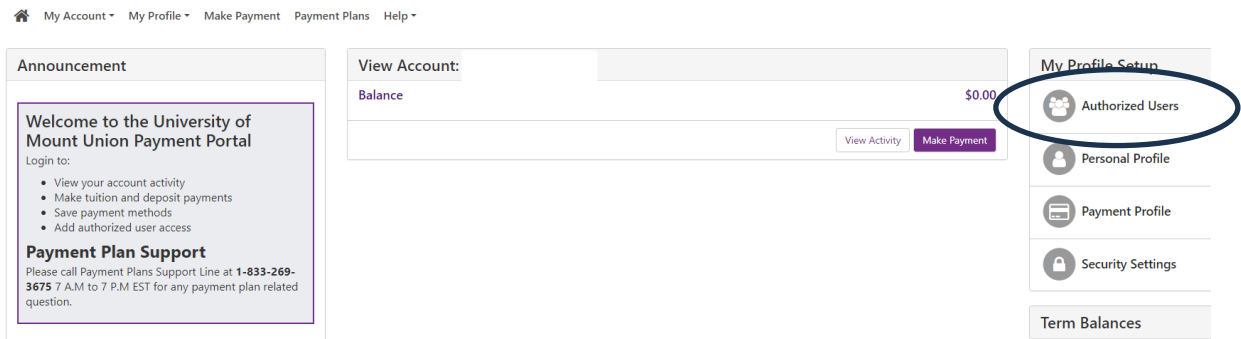 My Account
My Profile
Make Payment
Payment Plans
Help
Announcement
Welcome to the University of
Mount Union Payment Portal
Login to:
• View your account activity
• Make tuition and deposit payments
• Save payment methods
• Add authorized user access
Payment Plan Support
Please call Payment Plans Support Line at 1-833-269-
3675 7 A.M to 7 P.M EST for any payment plan related
question.
View Account:
Balance $0.00
View Activity
Make Payment
My Profile Setup
Authorized Users
Personal Profile
Payment Profile
Security Settings
Term Balances